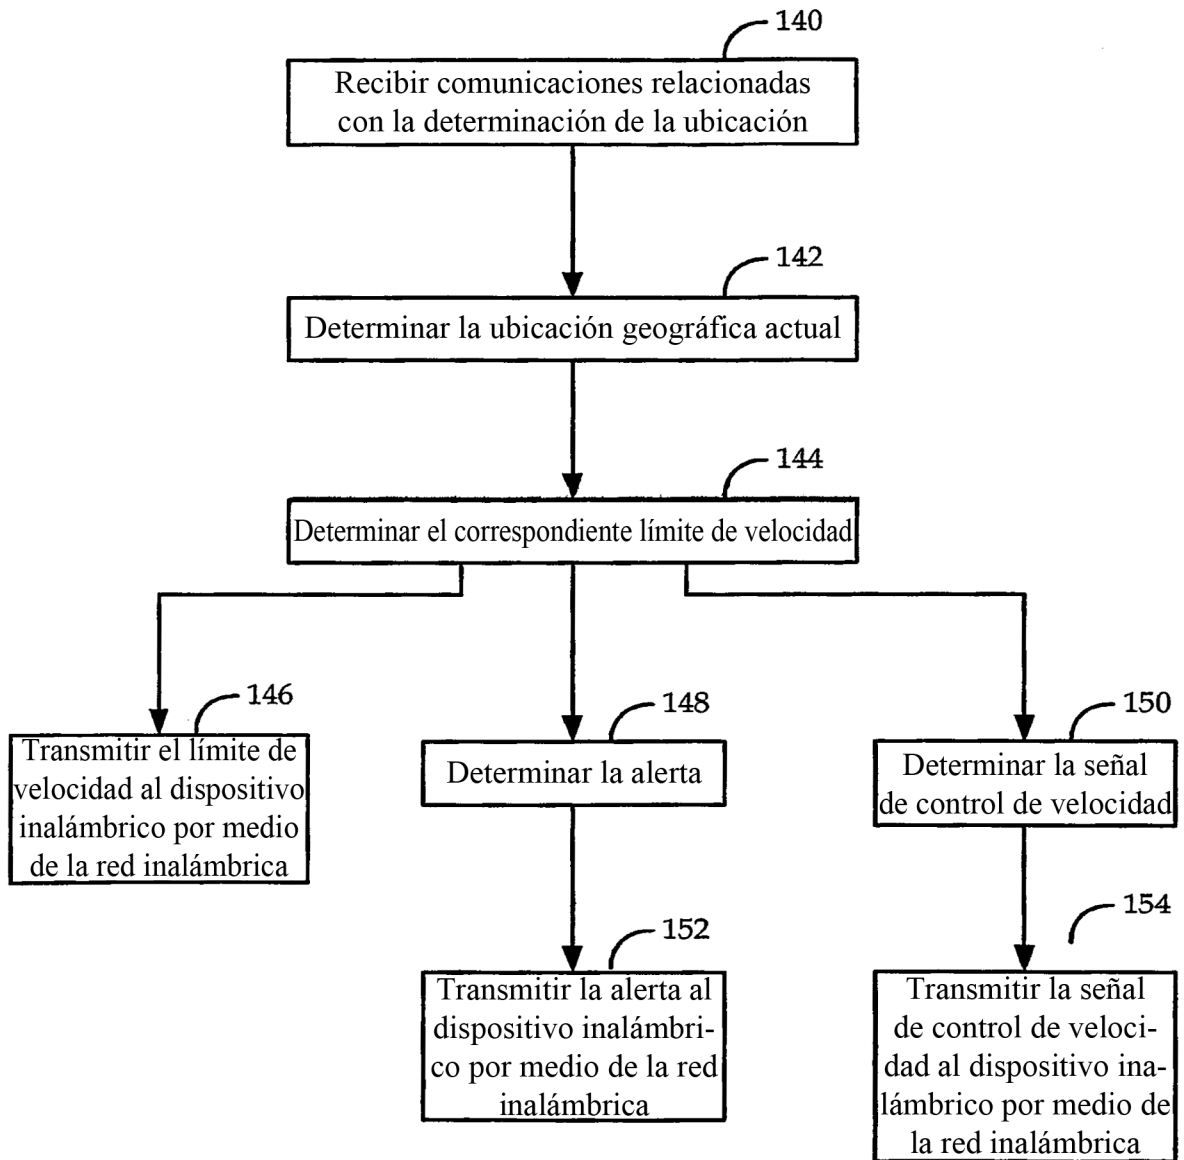 140
Recibir comunicaciones relacionadas
con la determinación de la ubicación
142
Determinar la ubicación geográfica actual
144
Determinar el correspondiente límite de velocidad
146
Transmitir el límite de
velocidad al dispositivo
inalámbrico por medio
de la red inalámbrica
148
Determinar la alerta
150
Determinar la señal
de control de velocidad
152
Transmitir la alerta al
dispositivo inalámbri-
co por medio de la red
inalámbrica
154
Transmitir la señal
de control de veloci-
dad al dispositivo ina-
lámbrico por medio de
la red inalámbrica